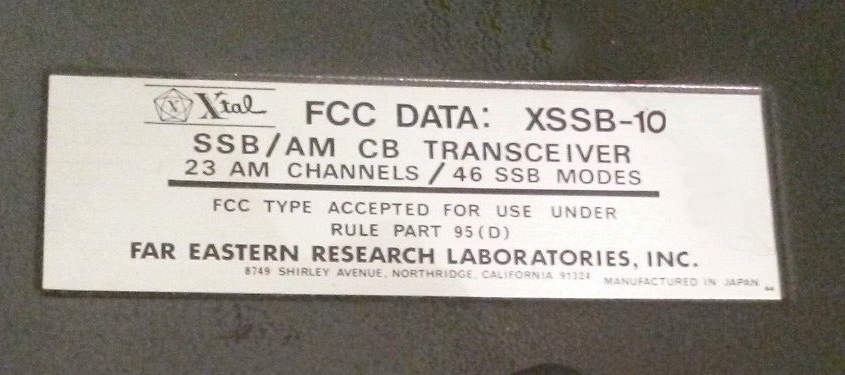 X Xtal FCC DATA: XSSB-10
SSB/AM CB TRANSCEIVER
23 AM CHANNELS / 46 SSB MODES
FCC TYPE ACCEPTED FOR USE UNDER
RULE PART 95(D)
FAR EASTERN RESEARCH LABORATORIES, INC.
8749 SHIRLEY AVENUE, NORTHRIDGE, CALIFORNIA 91324 MANUFACTURED IN JAPAN